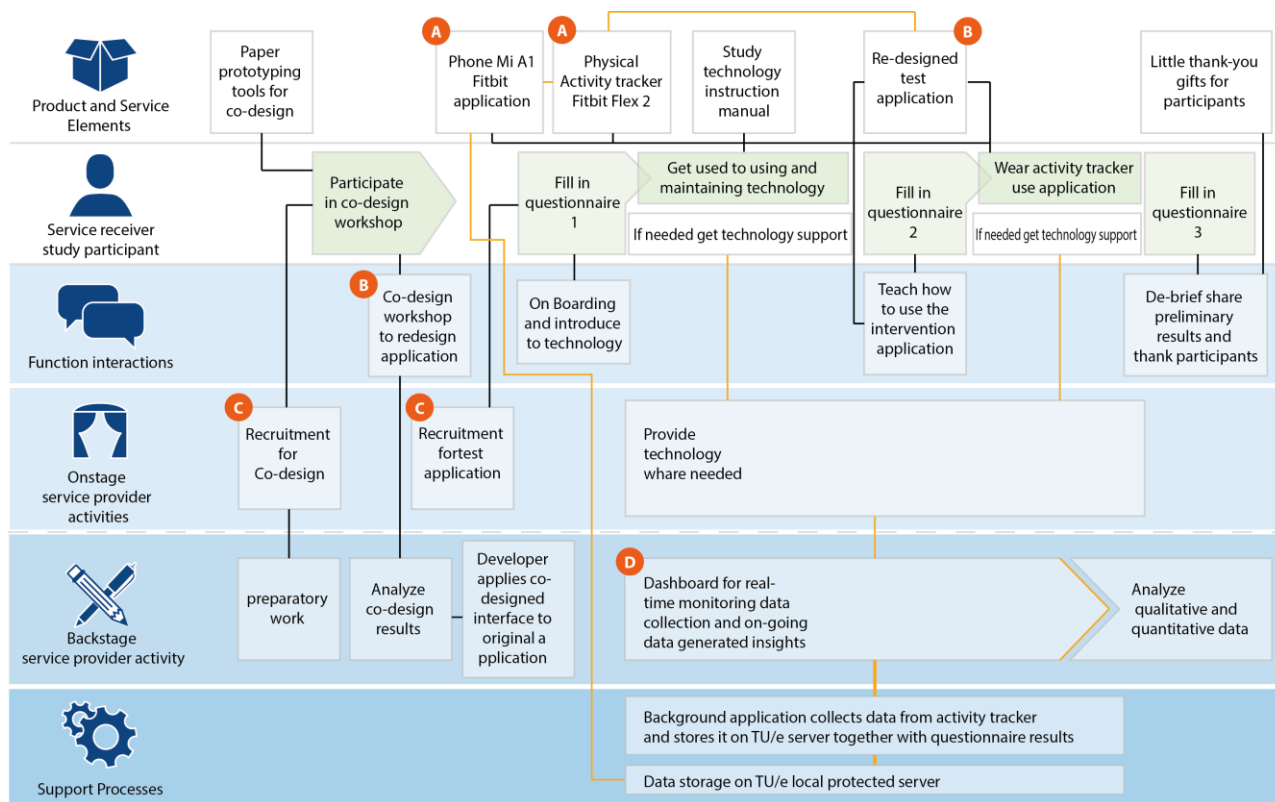 Product and Service
Elements
Paper
prototyping
tools for
co-design
A
Phone Mi A1
Fitbit
application
A
Physical
Activity tracker
Fitbit Flex 2
Study
technology
instruction
manual
B
Re-designed
test
application
Little thank-you
gifts for
participants
Service receiver
study participant
Participate
in co-design
workshop
Fill in
questionnaire
1
Get used to using and
maintaining technology
If needed get technology support
Fill in
questionnaire
2
Wear activity tracker
use application
If needed get technology support
Fill in
questionnaire
3
Function interactions
B
Co-design
workshop
to redesign
application
On Boarding
and introduce
to technology
Teach how
to use the
intervention
application
De-brief share
preliminary
results and
thank participants
Onstage
service provider
activities
C
Recruitment
for
Co-design
C
Recruitment
fortest
application
Provide
technology
whare needed
Backstage
service provider activity
preparatory
work
Analyze
co-design
results
Developer
applies co-
designed
interface to
original a
pplication
D
Dashboard for real-
time monitoring data
collection and on-going
data generated insights
Analyze
qualitative and
quantitative data
Support Processes
Background application collects data from activity tracker
and stores it on TU/e server together with questionnaire results
Data storage on TU/e local protected server